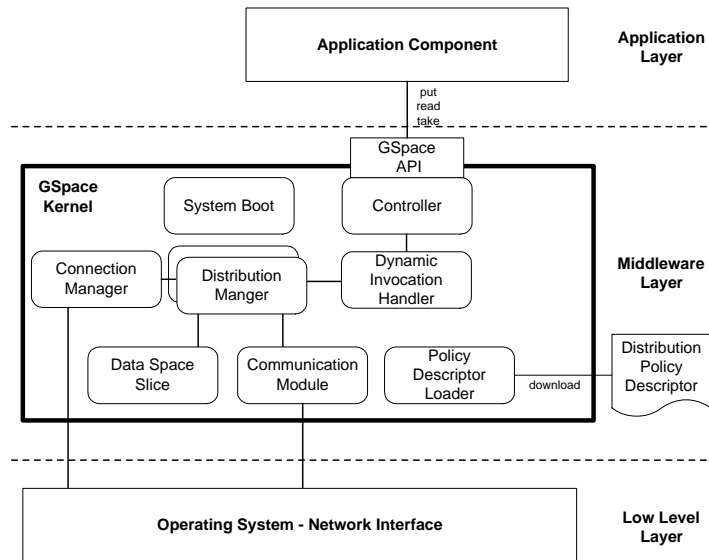 Application Component
Application
Layer
put
read
take
GSpace
API
GSpace
Kernel
System Boot
Controller
Connection
Manager
Distribution
Manger
Dynamic
Invocation
Handler
Middleware
Layer
Data Space
Slice
Communication
Module
Policy
Descriptor
Loader
download
Distribution
Policy
Descriptor
Operating System - Network Interface
Low Level
Layer